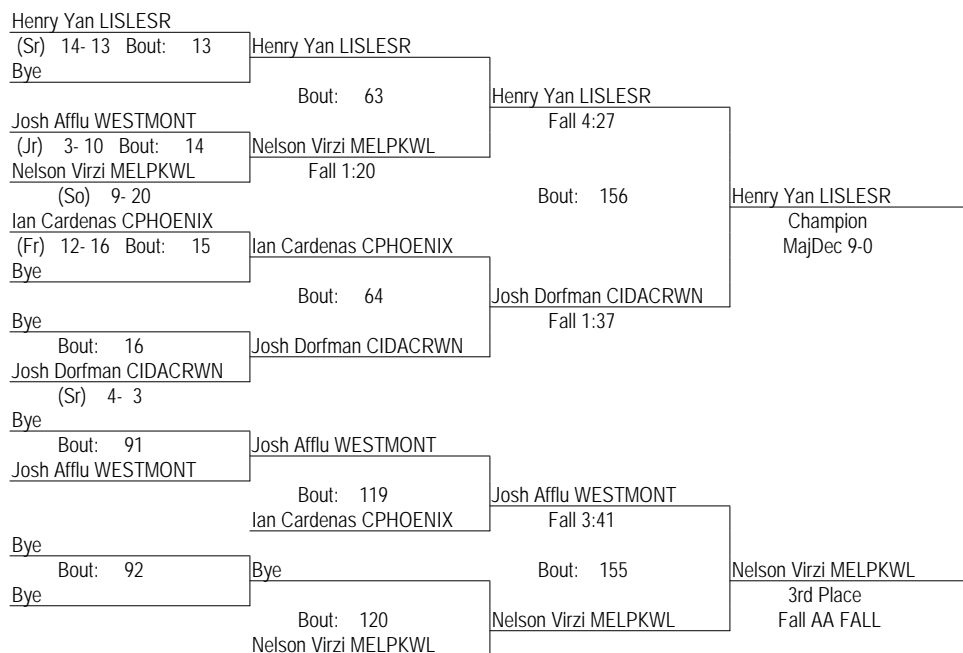 Henry Yan LISLESR
(Sr) 14- 13 Bout: 13
Henry Yan LISLESR
Bye
Bout: 63
Henry Yan LISLESR
Fall 4:27
Josh Afflu WESTMONT
(Jr) 3- 10 Bout: 14
Nelson Virzi MELPKWL
Nelson Virzi MELPKWL
Fall 1:20
(So) 9- 20
Bout: 156
Henry Yan LISLESR
Champion
MajDec 9-0
Ian Cardenas CPHOENIX
(Fr) 12- 16 Bout: 15
Ian Cardenas CPHOENIX
Bye
Bout: 64
Josh Dorfman CIDACRWN
Fall 1:37
Bye
Bout: 16
Josh Dorfman CIDACRWN
Josh Dorfman CIDACRWN
(Sr) 4- 3
Bye
Bout: 91
Josh Afflu WESTMONT
Josh Afflu WESTMONT
Bout: 119
Josh Afflu WESTMONT
Ian Cardenas CPHOENIX
Fall 3:41
Bye
Bout: 92
Bye
Bye
Bout: 155
Nelson Virzi MELPKWL
3rd Place
Fall AA FALL
Bout: 120
Nelson Virzi MELPKWL
Nelson Virzi MELPKWL